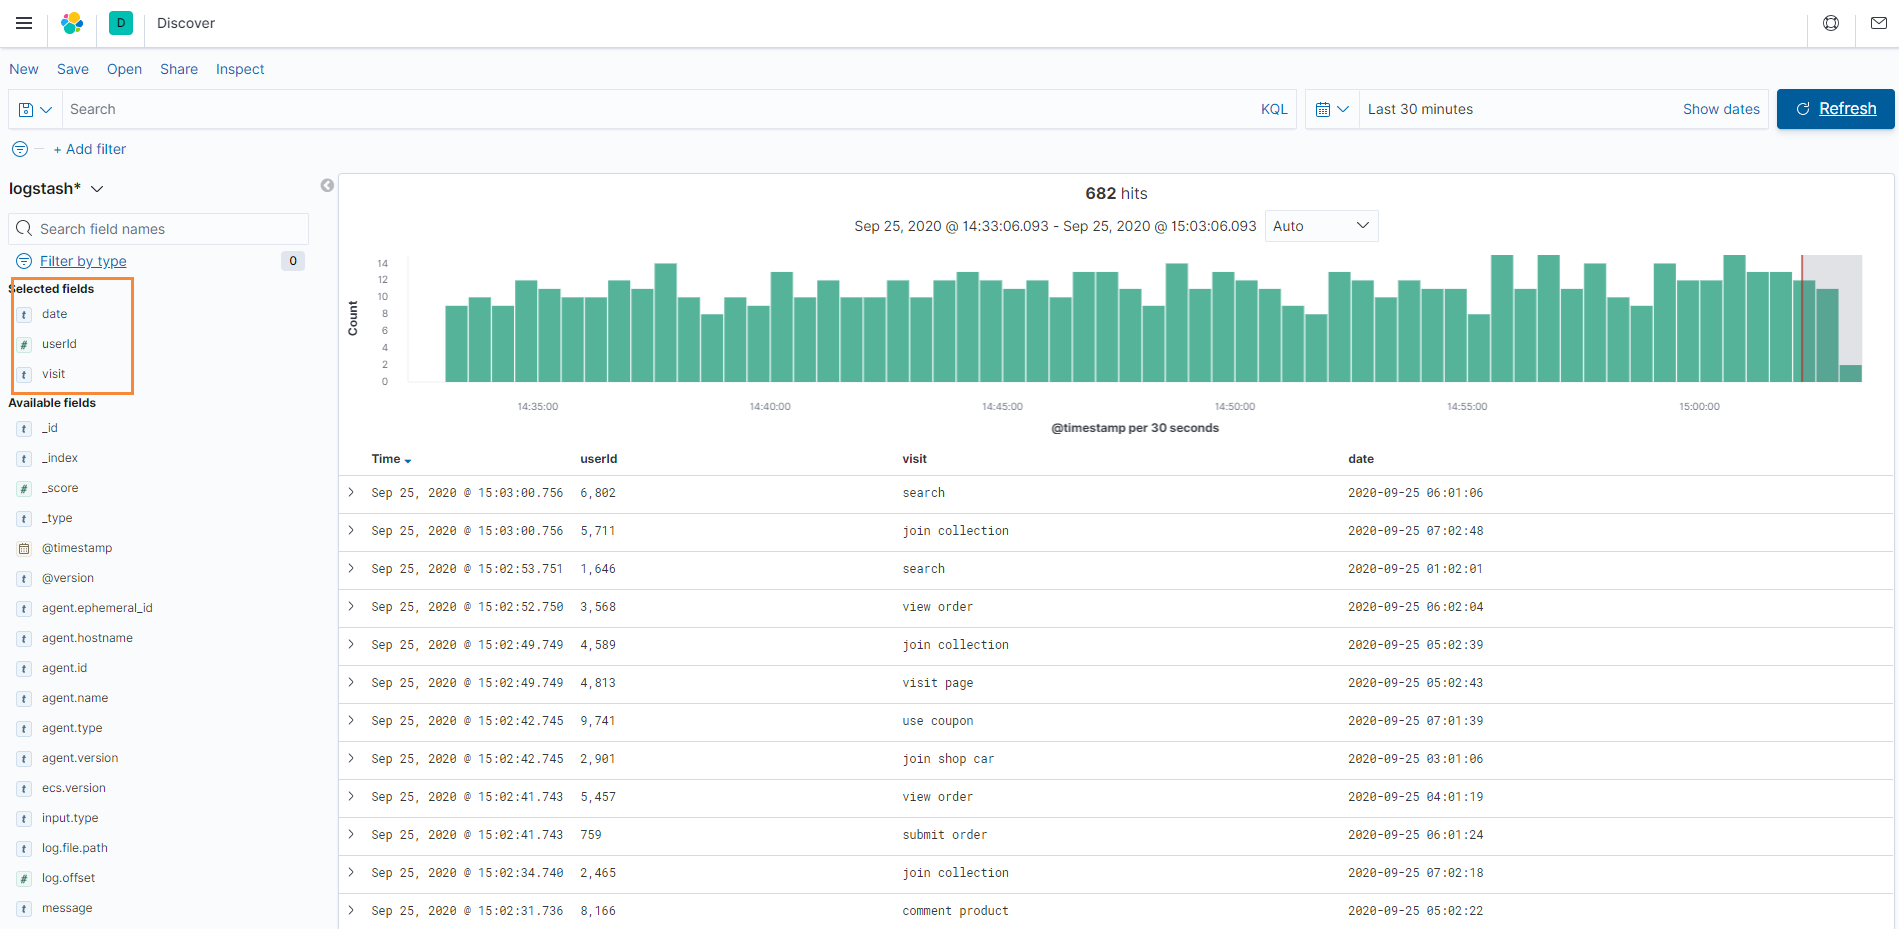 D Discover
New Save Open Share Inspect
Search KQL Last 30 minutes Show dates Refresh
+ Add filter
logstash*
Search field names
Filter by type 0
Selected fields
t date
# userId
t visit
Available fields
t _id
t _index
# _score
t _type
@timestamp
t @version
t agent.ephemeral_id
t agent.hostname
t agent.id
t agent.name
t agent.type
t agent.version
t ecs.version
t input.type
t log.file.path
# log.offset
t message
682 hits
Sep 25, 2020 @ 14:33:06.093 - Sep 25, 2020 @ 15:03:06.093 Auto
Count
14
12
10
8
6
4
2
0
14:35:00 14:40:00 14:45:00 14:50:00 14:55:00 15:00:00
@timestamp per 30 seconds
Time userId visit date
Sep 25, 2020 @ 15:03:00.756 6,802 search 2020-09-25 06:01:06
Sep 25, 2020 @ 15:03:00.756 5,711 join collection 2020-09-25 07:02:48
Sep 25, 2020 @ 15:02:53.751 1,646 search 2020-09-25 01:02:01
Sep 25, 2020 @ 15:02:52.750 3,568 view order 2020-09-25 06:02:04
Sep 25, 2020 @ 15:02:49.749 4,589 join collection 2020-09-25 05:02:39
Sep 25, 2020 @ 15:02:49.749 4,813 visit page 2020-09-25 05:02:43
Sep 25, 2020 @ 15:02:42.745 9,741 use coupon 2020-09-25 07:01:39
Sep 25, 2020 @ 15:02:42.745 2,901 join shop car 2020-09-25 03:01:06
Sep 25, 2020 @ 15:02:41.743 5,457 view order 2020-09-25 04:01:19
Sep 25, 2020 @ 15:02:41.743 759 submit order 2020-09-25 06:01:24
Sep 25, 2020 @ 15:02:34.740 2,465 join collection 2020-09-25 07:02:18
Sep 25, 2020 @ 15:02:31.736 8,166 comment product 2020-09-25 05:02:22